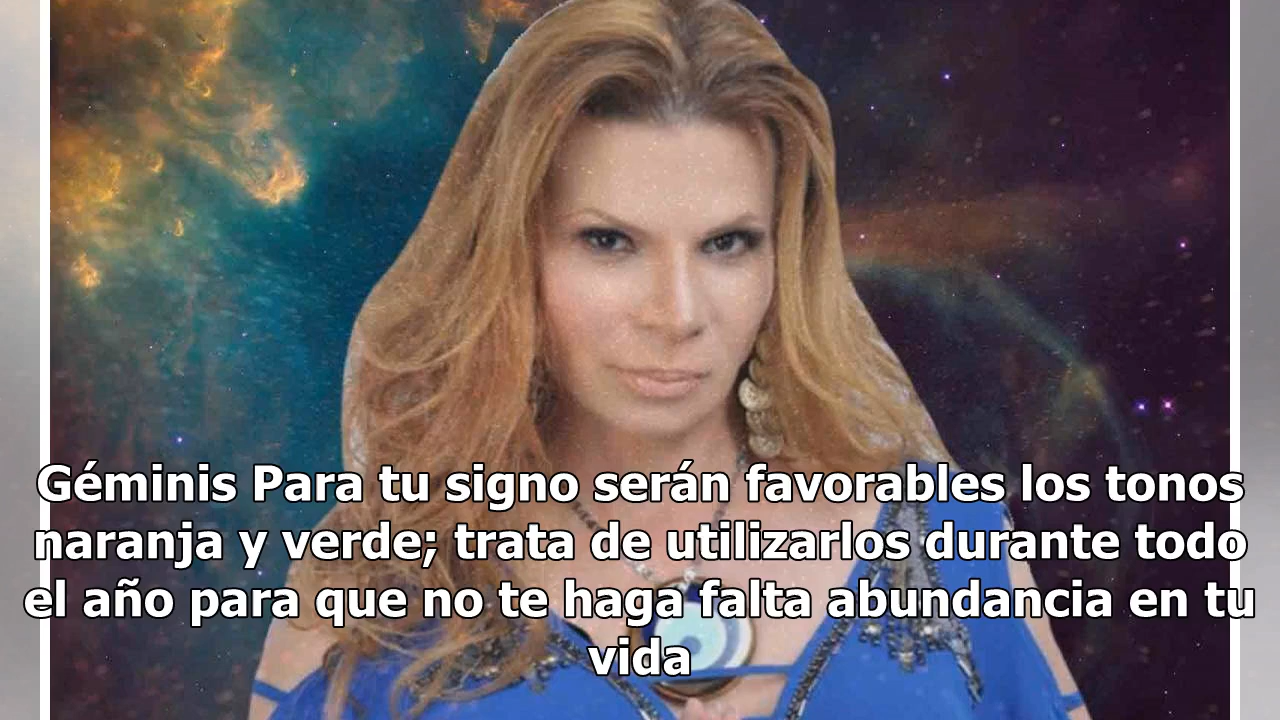 Géminis Para tu signo serán favorables los tonos
naranja y verde; trata de utilizarlos durante todo
el año para que no te haga falta abundancia en tu
vida